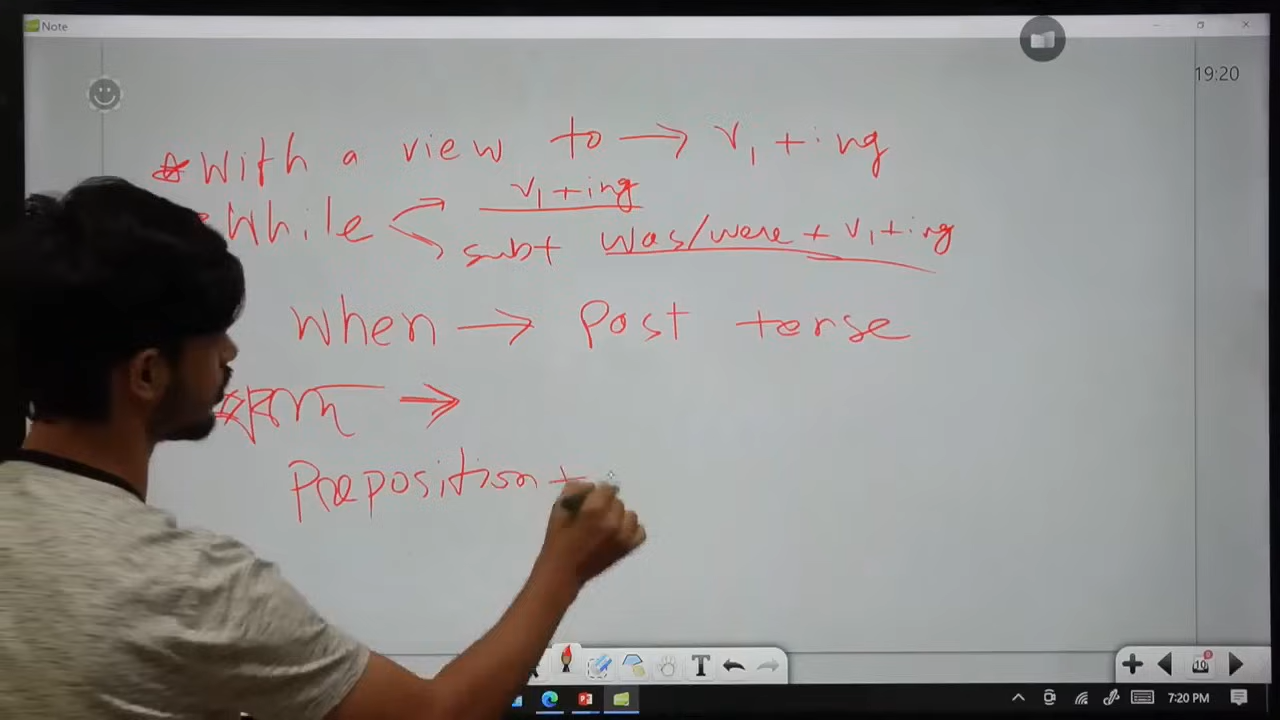 Note
19:20
With a view to → V₁ + ing
V₁ + ing
While
subt was/were + V₁ + ing
When → Past tense
→
Preposition +
T
10
7:20 PM